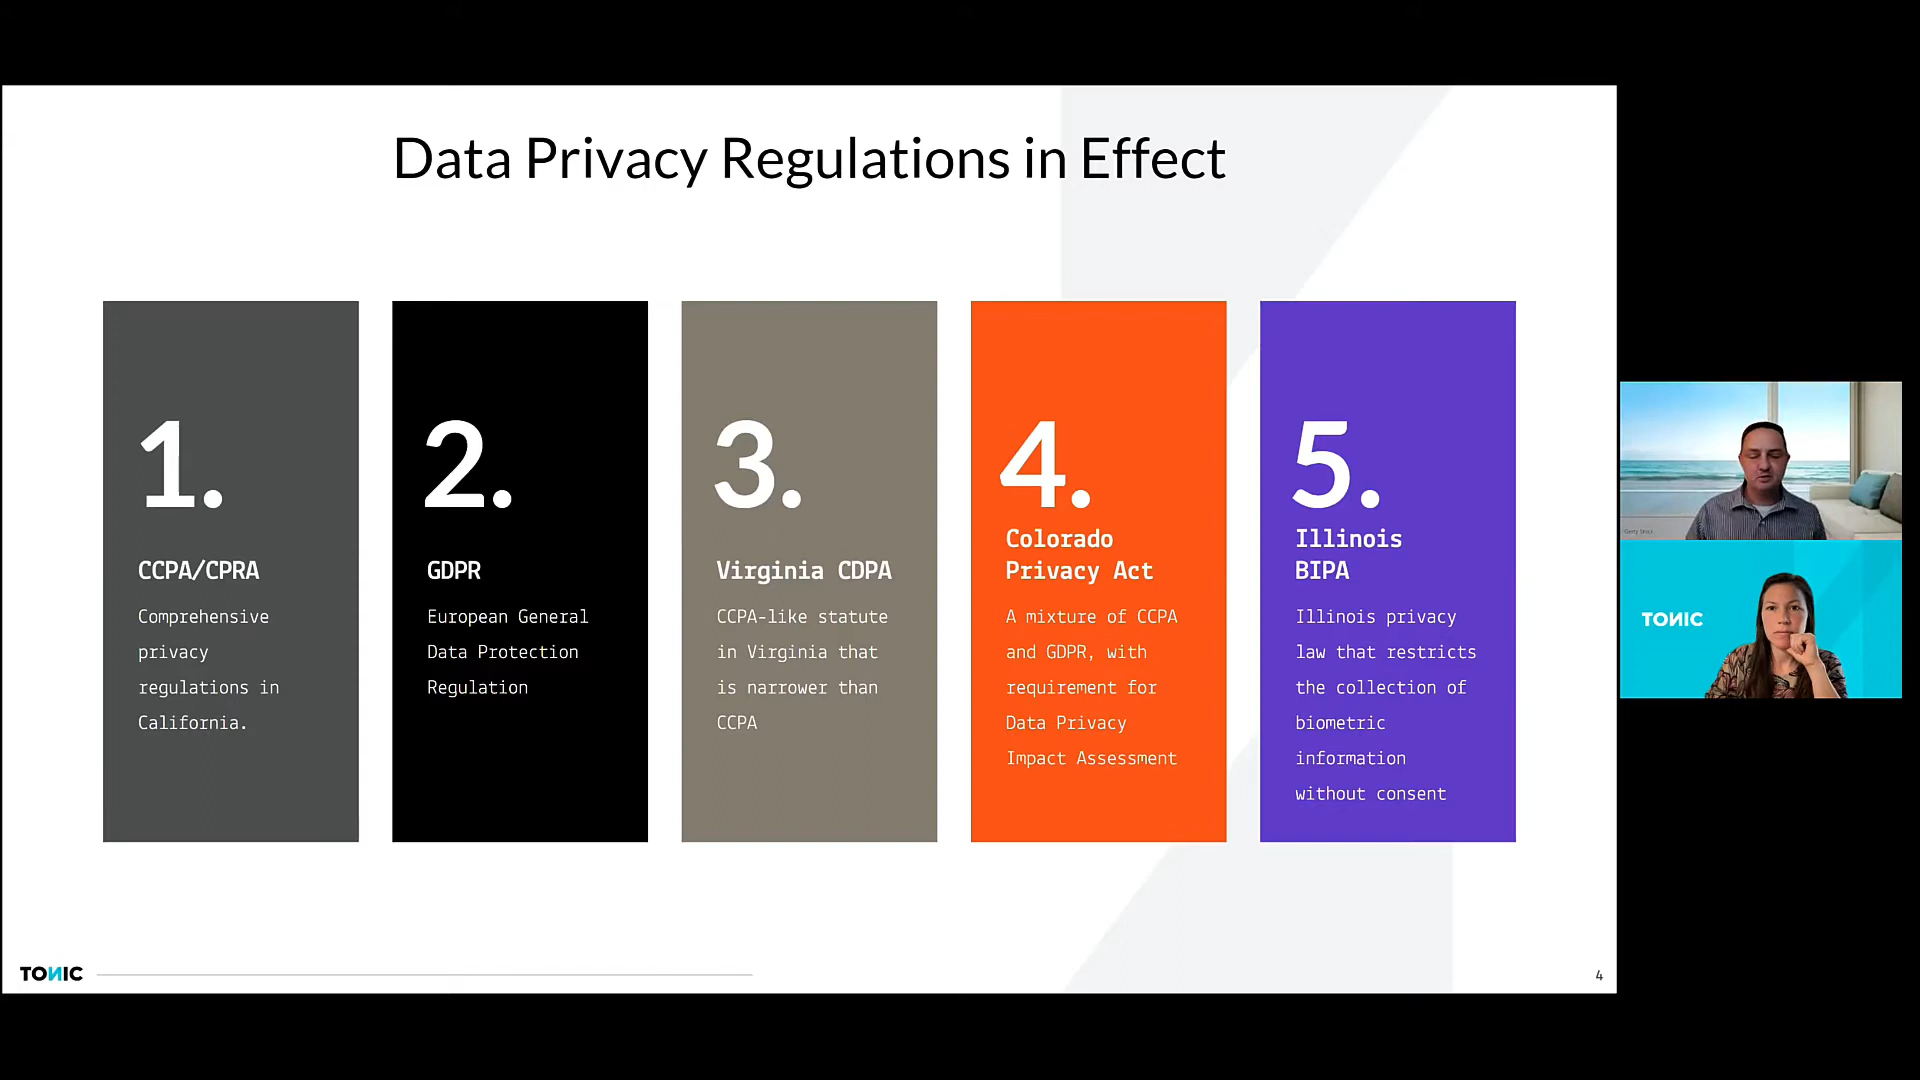 Data Privacy Regulations in Effect
1.
CCPA/CPRA
Comprehensive
privacy
regulations in
California.
2.
GDPR
European General
Data Protection
Regulation
3.
Virginia CDPA
CCPA-like statute
in Virginia that
is narrower than
CCPA
4.
Colorado
Privacy Act
A mixture of CCPA
and GDPR, with
requirement for
Data Privacy
Impact Assessment
5.
Illinois
BIPA
Illinois privacy
law that restricts
the collection of
biometric
information
without consent
TONIC
TONIC
4